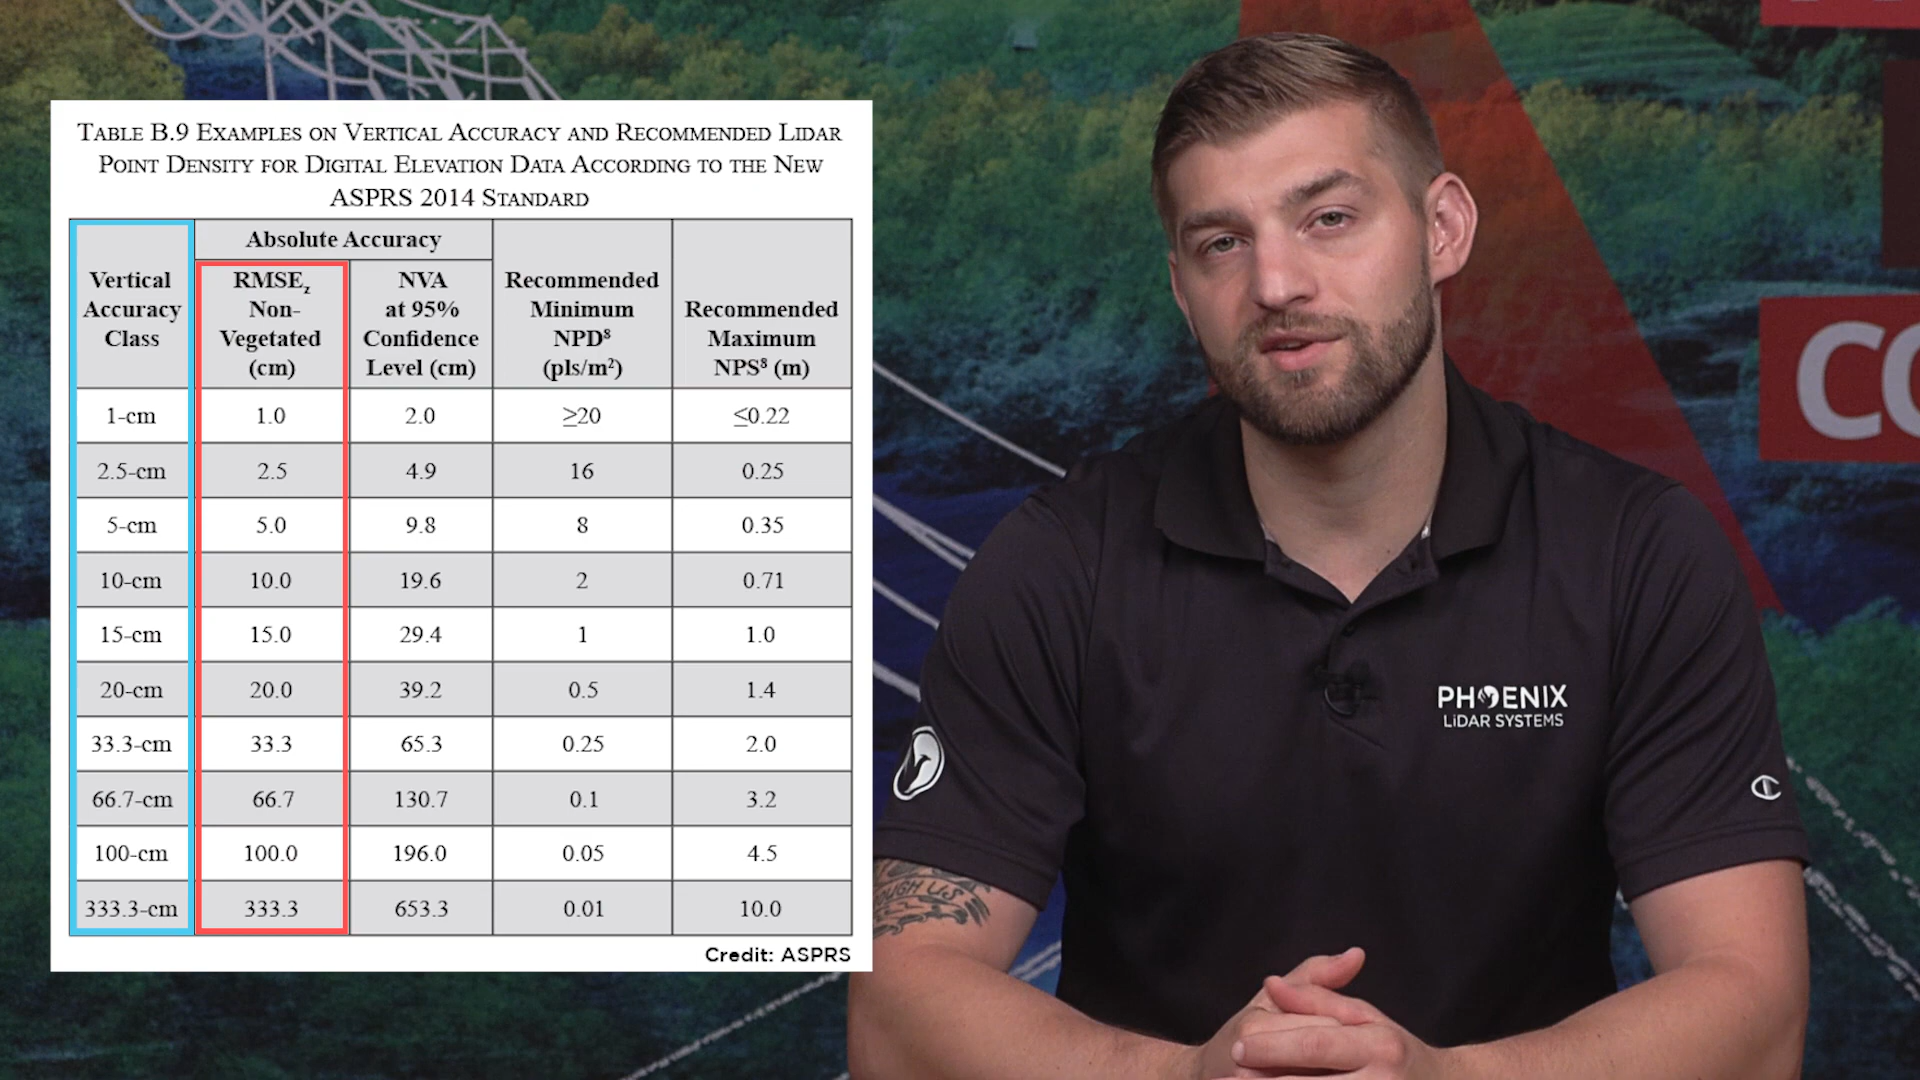 TABLE B.9 EXAMPLES ON VERTICAL ACCURACY AND RECOMMENDED LIDAR
POINT DENSITY FOR DIGITAL ELEVATION DATA ACCORDING TO THE NEW
ASPRS 2014 STANDARD
Vertical Accuracy Class
Absolute Accuracy
RMSEz Non-Vegetated (cm)
NVA at 95% Confidence Level (cm)
Recommended Minimum NPD⁸ (pls/m²)
Recommended Maximum NPS⁸ (m)
1-cm 1.0 2.0 ≥20 ≤0.22
2.5-cm 2.5 4.9 16 0.25
5-cm 5.0 9.8 8 0.35
10-cm 10.0 19.6 2 0.71
15-cm 15.0 29.4 1 1.0
20-cm 20.0 39.2 0.5 1.4
33.3-cm 33.3 65.3 0.25 2.0
66.7-cm 66.7 130.7 0.1 3.2
100-cm 100.0 196.0 0.05 4.5
333.3-cm 333.3 653.3 0.01 10.0
Credit: ASPRS
PHOENIX
LiDAR SYSTEMS
CO